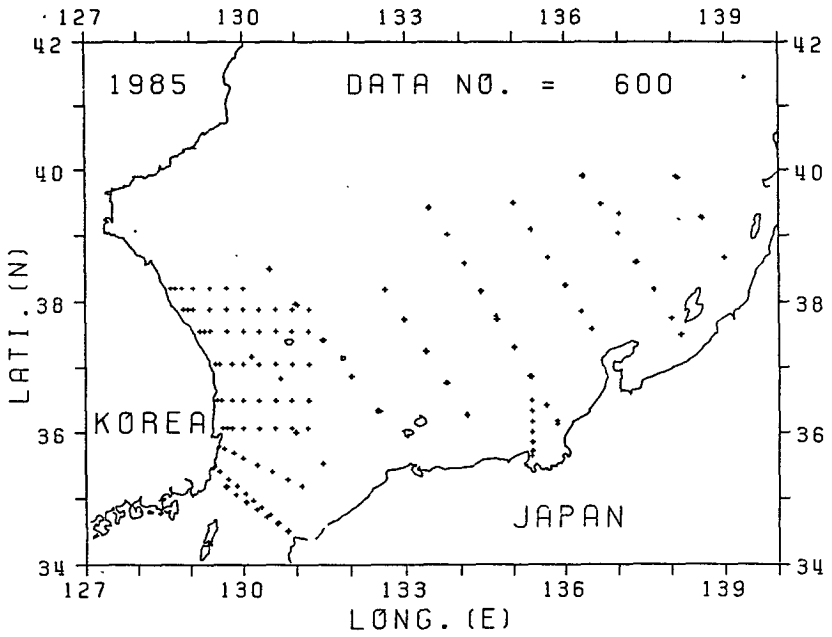 127 130 133 136 139
42 42
1985 DATA NO. = 600
40 40
38 38
LATI. (N)
KOREA
36 36
JAPAN
34 34
127 130 133 136 139
LONG. (E)